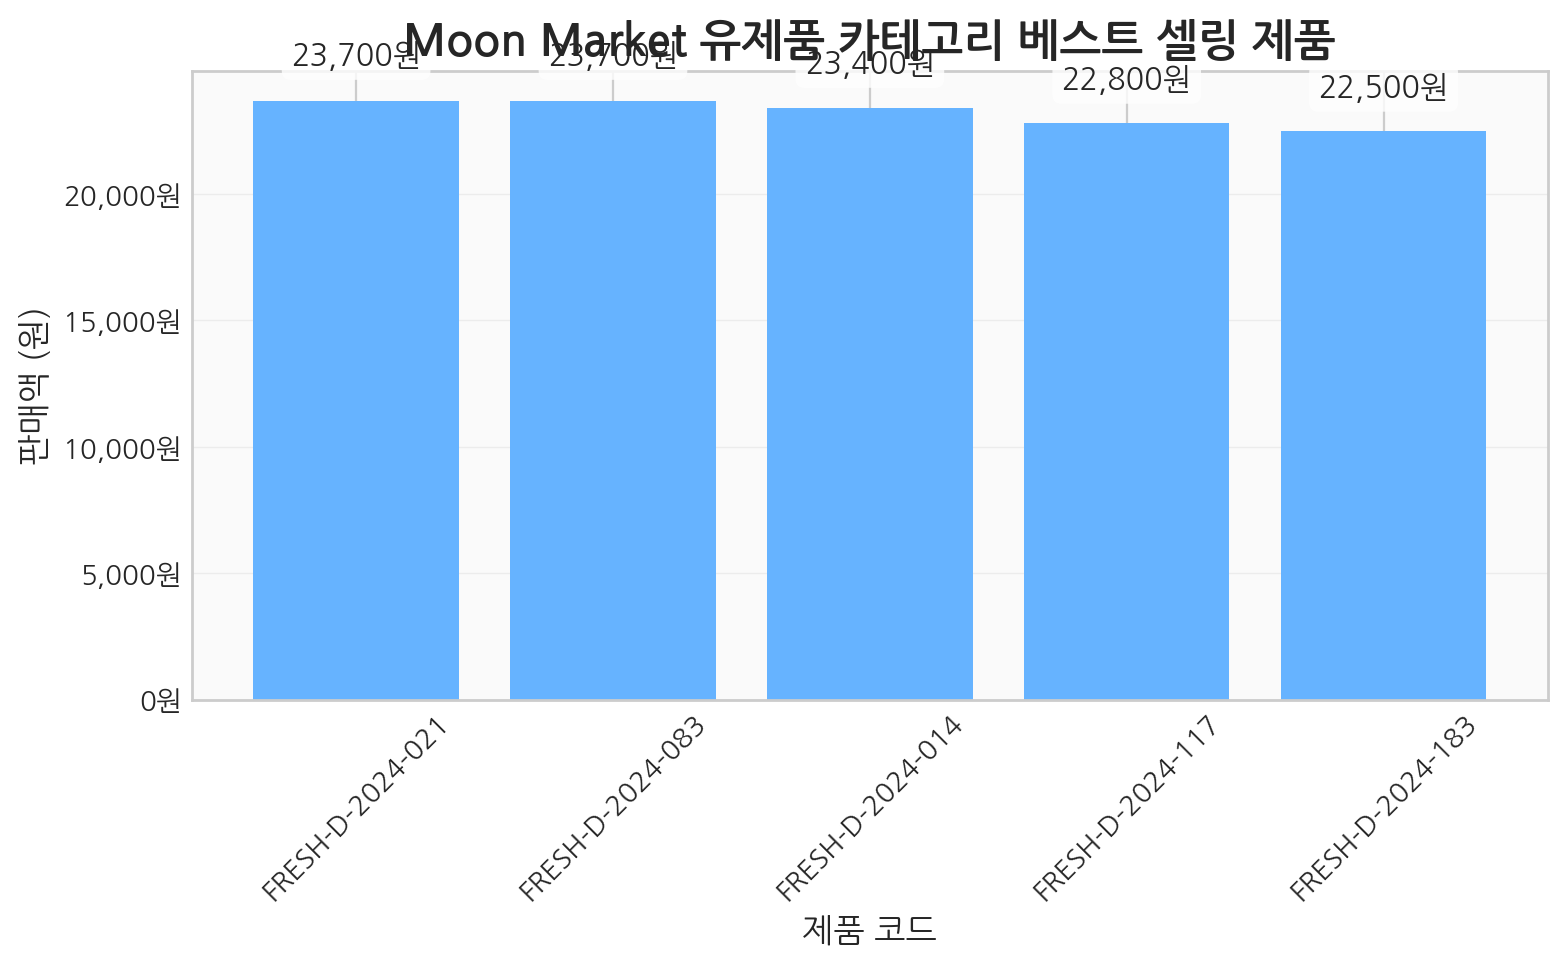 Moon Market 유제품 카테고리 베스트 셀링 제품
23,700원
23,700원
23,400원
22,800원
22,500원
판매액 (원)
20,000원
15,000원
10,000원
5,000원
0원
FRESH-D-2024-021
FRESH-D-2024-083
FRESH-D-2024-014
FRESH-D-2024-117
FRESH-D-2024-183
제품 코드